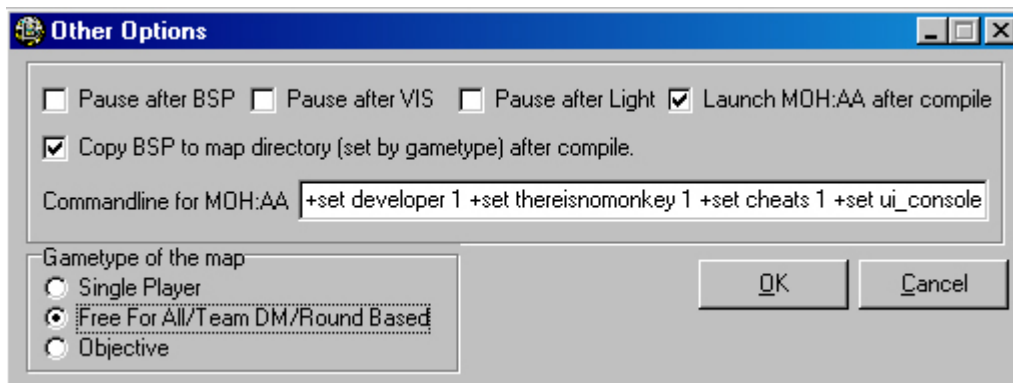 Other Options
Pause after BSP Pause after VIS Pause after Light Launch MOH:AA after compile
Copy BSP to map directory (set by gametype) after compile.
Commandline for MOH:AA +set developer 1 +set thereisnomonkey 1 +set cheats 1 +set ui_console
Gametype of the map
Single Player
OK Cancel
Free For All/Team DM/Round Based
Objective